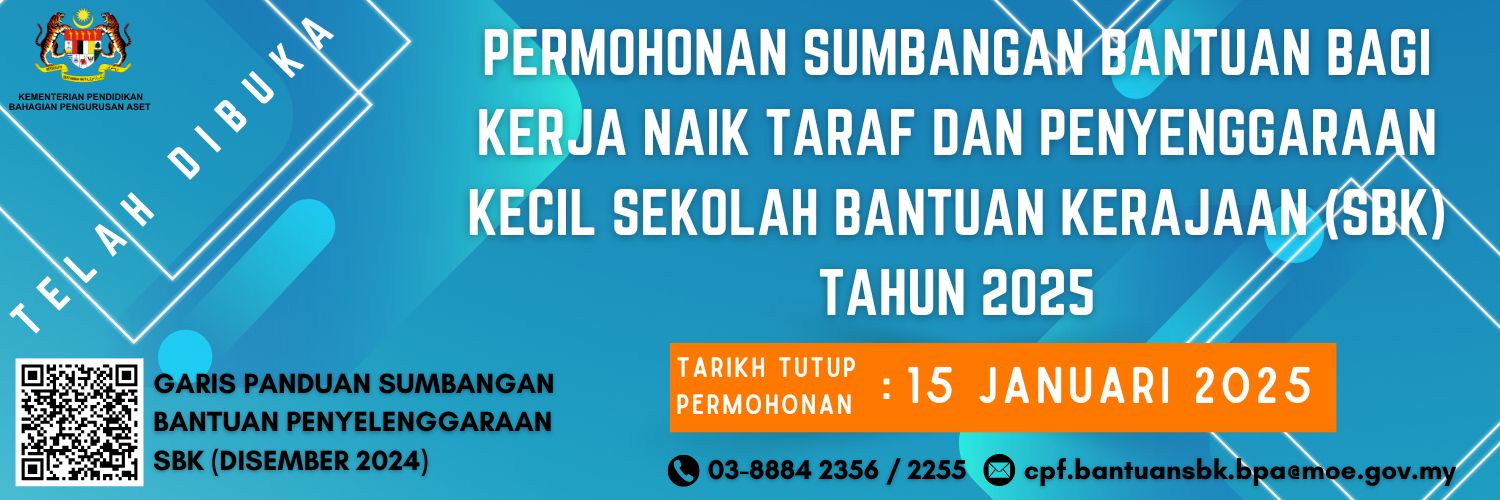 KEMENTERIAN PENDIDIKAN
BAHAGIAN PENGURUSAN ASET
TELAH DIBUKA
PERMOHONAN SUMBANGAN BANTUAN BAGI
KERJA NAIK TARAF DAN PENYENGGARAAN
KECIL SEKOLAH BANTUAN KERAJAAN (SBK)
TAHUN 2025
TARIKH TUTUP
PERMOHONAN
: 15 JANUARI 2025
GARIS PANDUAN SUMBANGAN
BANTUAN PENYELENGGARAAN
SBK (DISEMBER 2024)
03-8884 2356 / 2255
cpf.bantuansbk.bpa@moe.gov.my